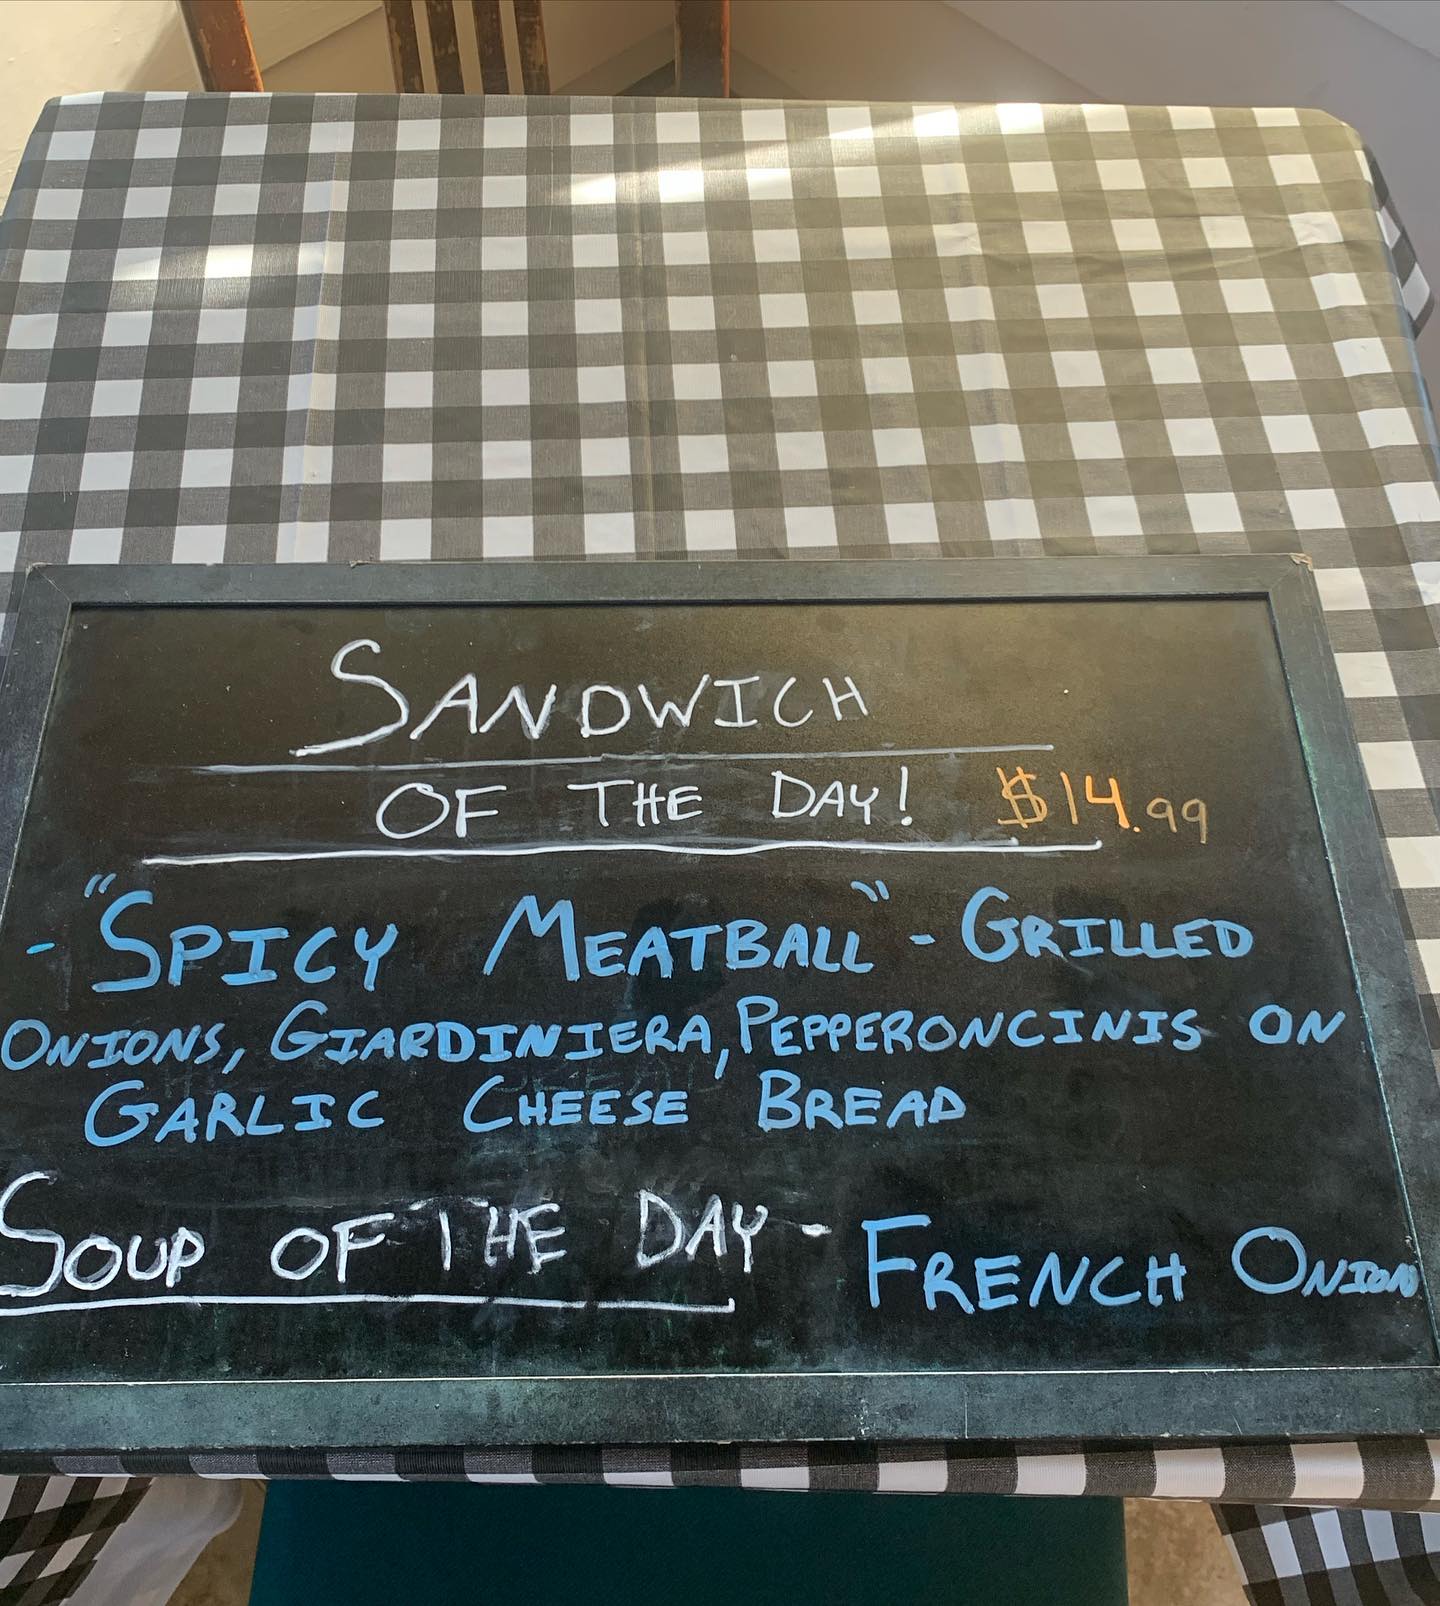 SANDWICH
OF THE DAY! $14.99
- "SPICY MEATBALL" - GRILLED
ONIONS, GIARDINIERA, PEPPERONCINIS ON
GARLIC CHEESE BREAD
SOUP OF THE DAY - FRENCH ONION